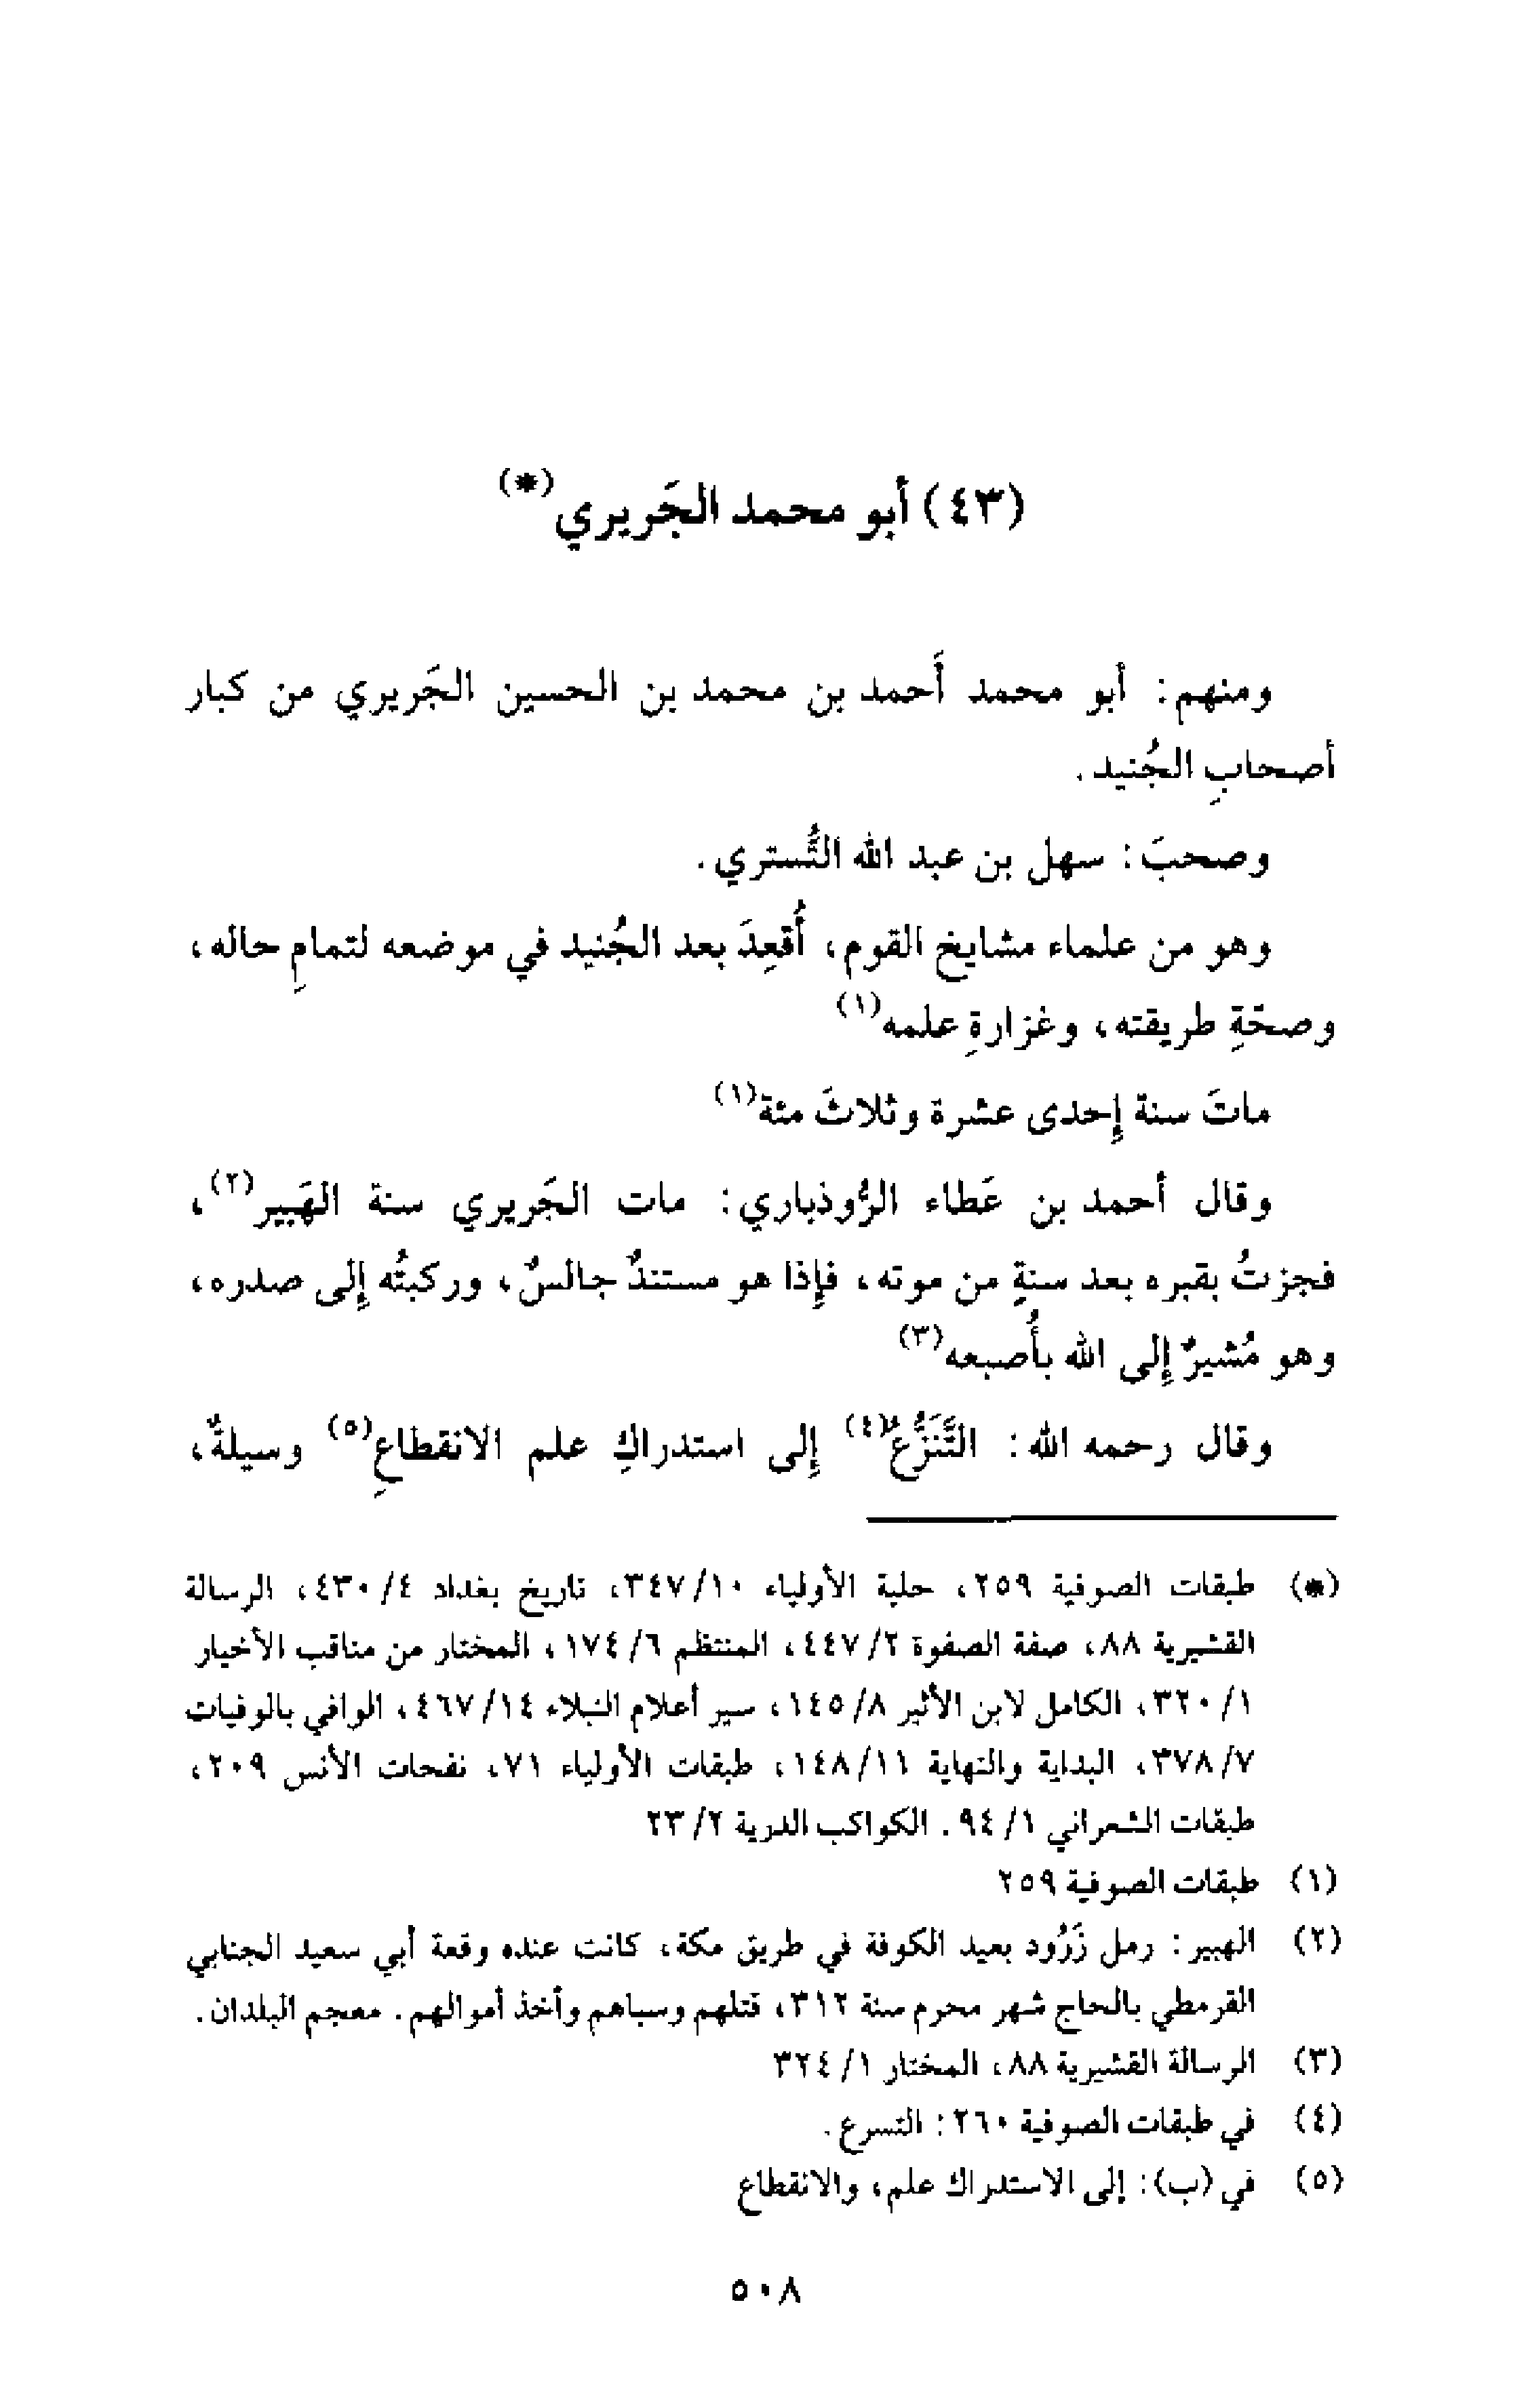 (٤٣) أبو محمد الجَريري(*)
ومنهم: أبو محمد أَحمد بن محمد بن الحسين الجَريري من كبار
أصحابِ الجُنيد.
وصحبَ: سهل بن عبد الله التُّستري.
وهو من علماء مشايخ القوم، أُقعِدَ بعد الجُنيد في موضعه لتمامِ حاله،
وصحّةِ طريقته، وغزارةِ علمه(١)
ماتَ سنة إِحدى عشرة وثلاثَ مئة(١)
وقال أحمد بن عَطاء الرُّوذباري: مات الجَريري سنة الهَبير(٢)،
فجزتُ بقبره بعد سنةٍ من موته، فإِذا هو مستندٌ جالسٌ، وركبتُه إِلى صدره،
وهو مُشيرٌ إِلى الله بأُصبعه(٣)
وقال رحمه الله: التَّنَزُّعُ(٤) إِلى استدراكِ علم الانقطاعِ(٥) وسيلةٌ،
(*) طبقات الصوفية ٢٥٩، حلية الأولياء ٣٤٧/١٠، تاريخ بغداد ٤٣٠/٤، الرسالة
القشيرية ٨٨، صفة الصفوة ٤٤٧/٢، المنتظم ١٧٤/٦، المختار من مناقب الأخيار
٣٢٠/١، الكامل لابن الأثير ١٤٥/٨، سير أعلام النبلاء ٤٦٧/١٤، الوافي بالوفيات
٣٧٨/٧، البداية والنهاية ١٤٨/١١، طبقات الأولياء ٧١، نفحات الأنس ٢٠٩،
طبقات الشعراني ٩٤/١. الكواكب الدرية ٢٣/٢
(١) طبقات الصوفية ٢٥٩
(٢) الهبير: رمل زَرُود بعيد الكوفة في طريق مكة، كانت عنده وقعة أبي سعيد الجنابي
القرمطي بالحاج شهر محرم سنة ٣١٢، قتلهم وسباهم وأخذ أموالهم. معجم البلدان.
(٣) الرسالة القشيرية ٨٨، المختار ٣٢٤/١
(٤) في طبقات الصوفية ٢٦٠: التسرع.
(٥) في (ب): إلى الاستدراك علم، والانقطاع
٥٠٨